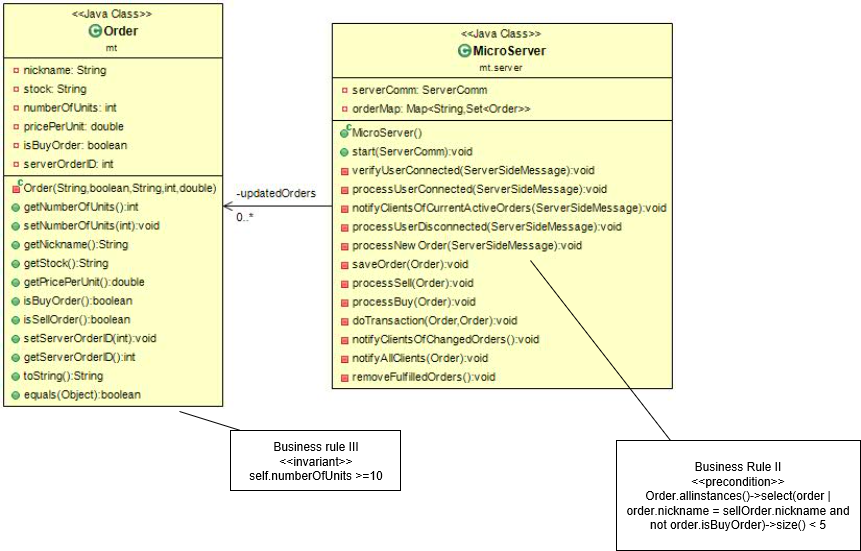 <<Java Class>>
Order
mt
nickname: String
stock: String
numberOfUnits: int
pricePerUnit: double
isBuyOrder: boolean
serverOrderID: int
Order(String,boolean,String,int,double)
getNumberOfUnits():int
setNumberOfUnits(int):void
getNickname():String
getStock():String
getPricePerUnit():double
isBuyOrder():boolean
isSellOrder():boolean
setServerOrderID(int):void
getServerOrderID():int
toString():String
equals(Object):boolean
-updatedOrders
0..*
<<Java Class>>
MicroServer
mt.server
serverComm: ServerComm
orderMap: Map<String,Set<Order>>
MicroServer()
start(ServerComm):void
verifyUserConnected(ServerSideMessage):void
processUserConnected(ServerSideMessage):void
notifyClientsOfCurrentActiveOrders(ServerSideMessage):void
processUserDisconnected(ServerSideMessage):void
processNewOrder(ServerSideMessage):void
saveOrder(Order):void
processSell(Order):void
processBuy(Order):void
doTransaction(Order,Order):void
notifyClientsOfChangedOrders():void
notifyAllClients(Order):void
removeFulfilledOrders():void
Business rule III
<<invariant>>
self.numberOfUnits >=10
Business Rule II
<<precondition>>
Order.allinstances()->select(order |
order.nickname = sellOrder.nickname and
not order.isBuyOrder)->size() < 5